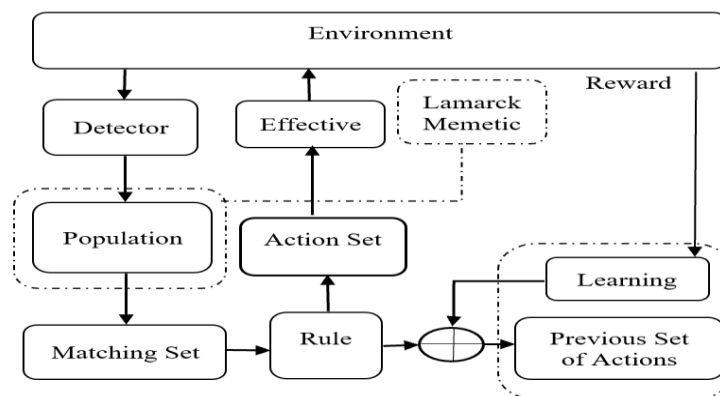 Environment
Reward
Lamarck
Memetic
Detector
Effective
Population
Action Set
Learning
Matching Set
Rule
Previous Set
of Actions